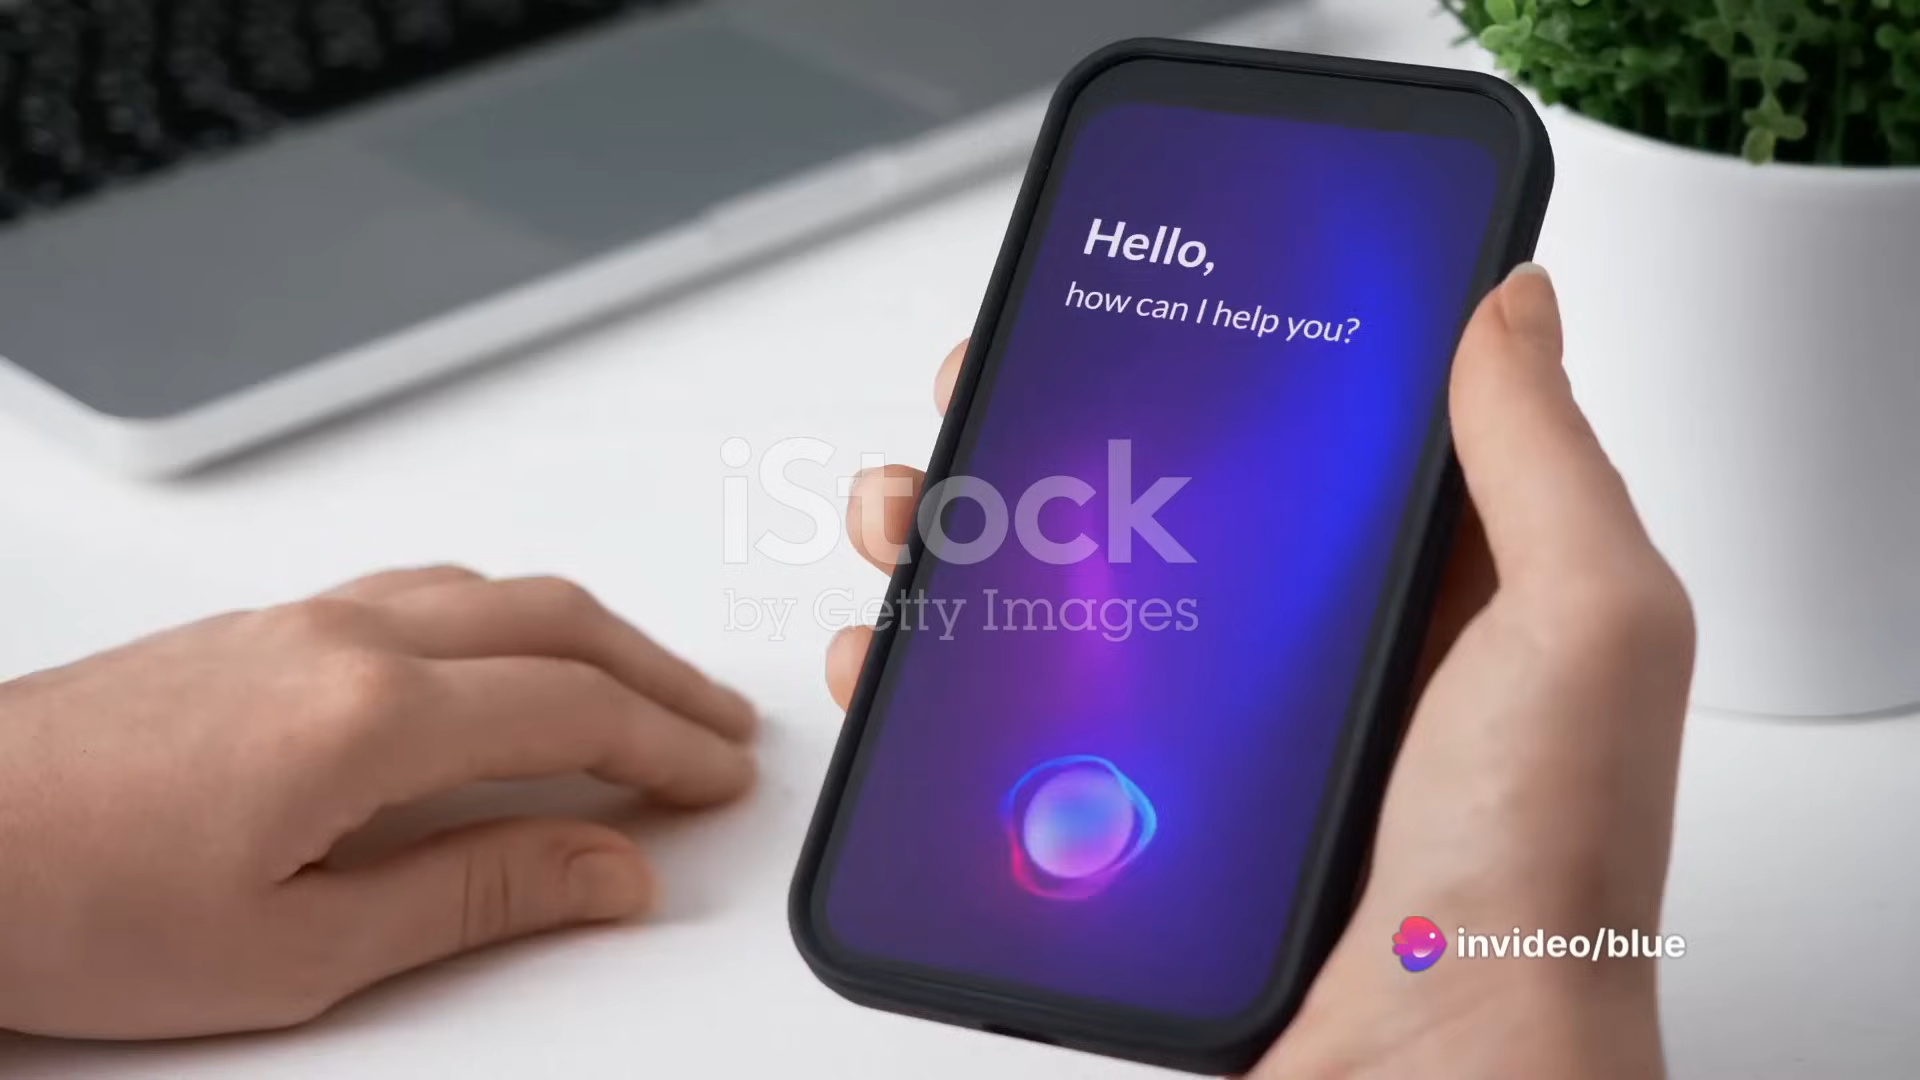 Hello,
how can I help you?
iStock
by Getty Images
invideo/blue